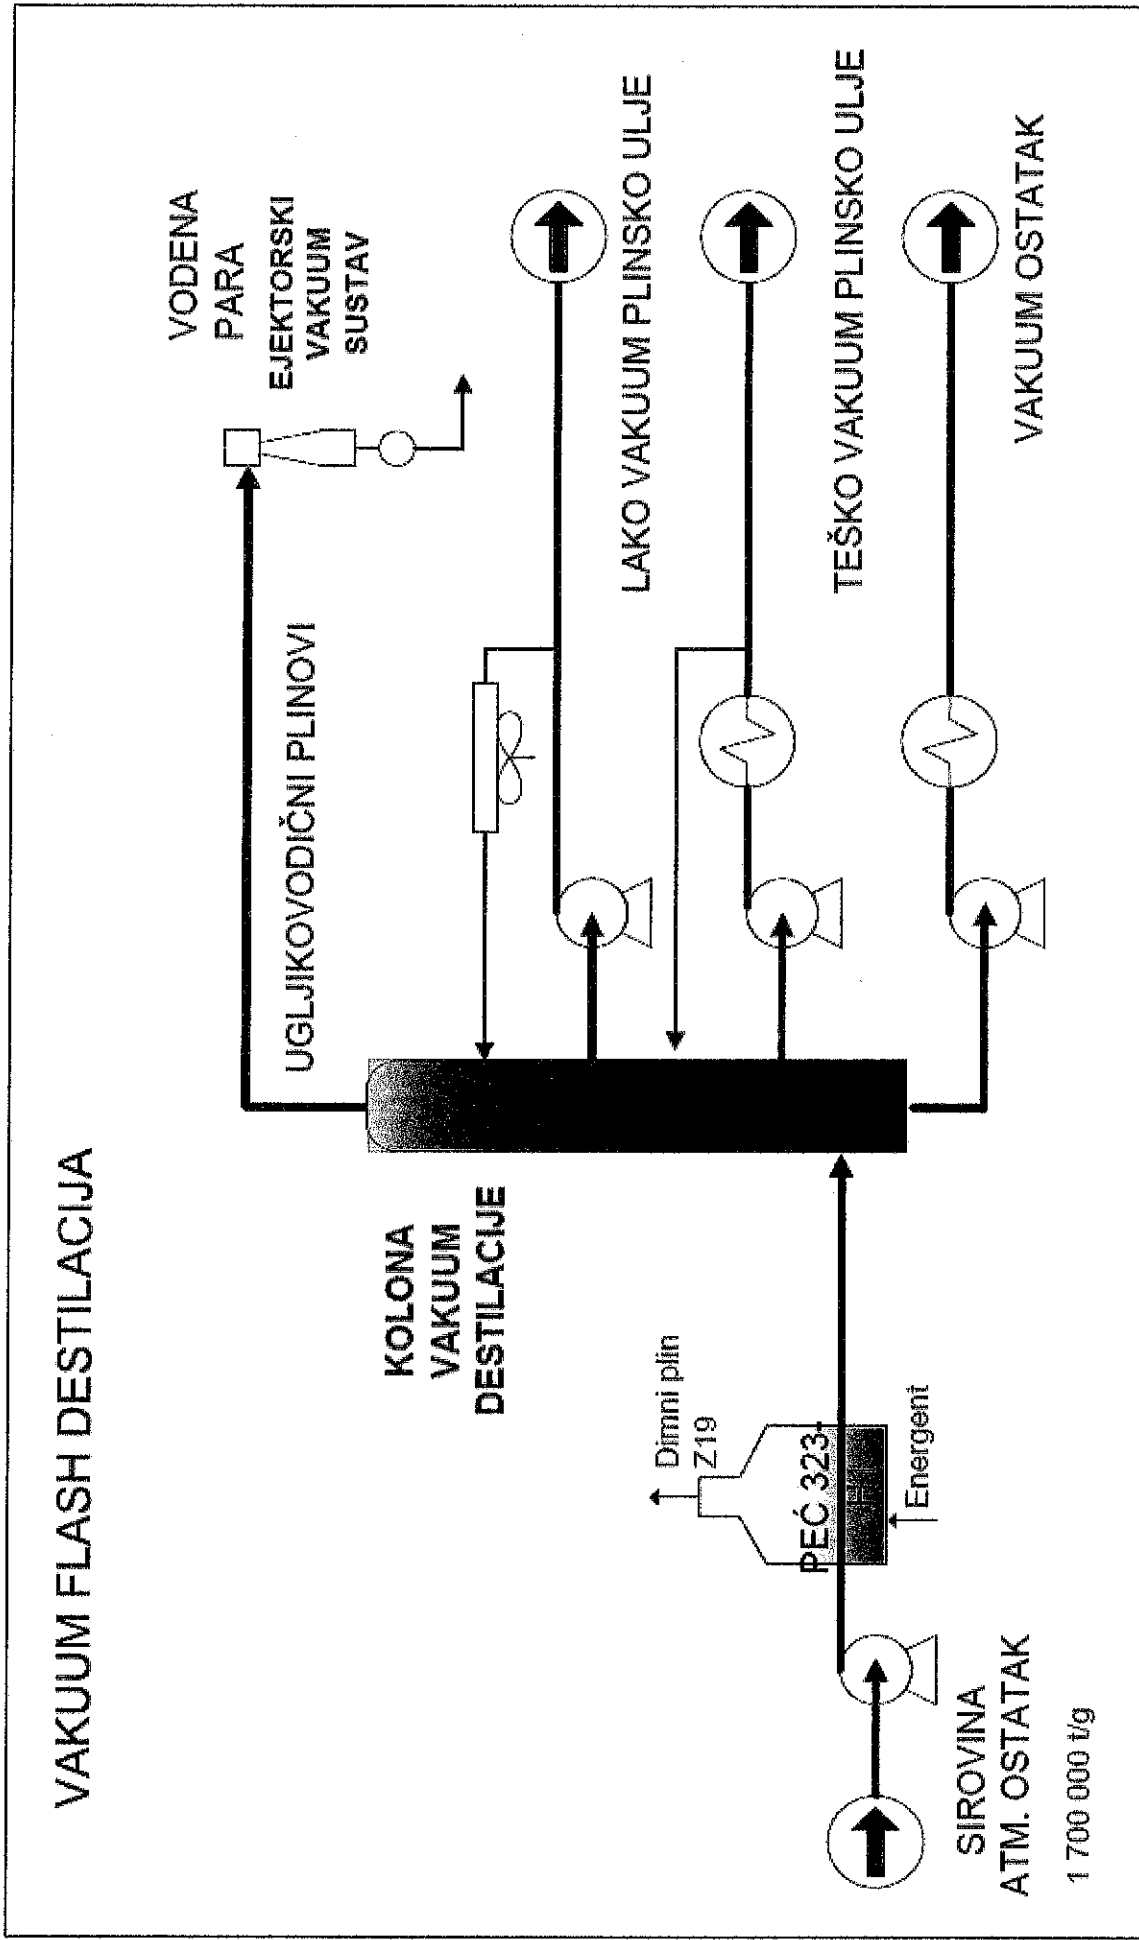 VAKUUM FLASH DESTILACIJA
VODENA
PARA
EJEKTORSKI
VAKUUM
SUSTAV
UGLJIKOVODIČNI PLINOVI
KOLONA
VAKUUM
DESTILACIJE
LAKO VAKUUM PLINSKO ULJE
Dimni plin
Z19
TEŠKO VAKUUM PLINSKO ULJE
PEĆ 323-
Energent
VAKUUM OSTATAK
SIROVINA
ATM. OSTATAK
1 700 000 t/g